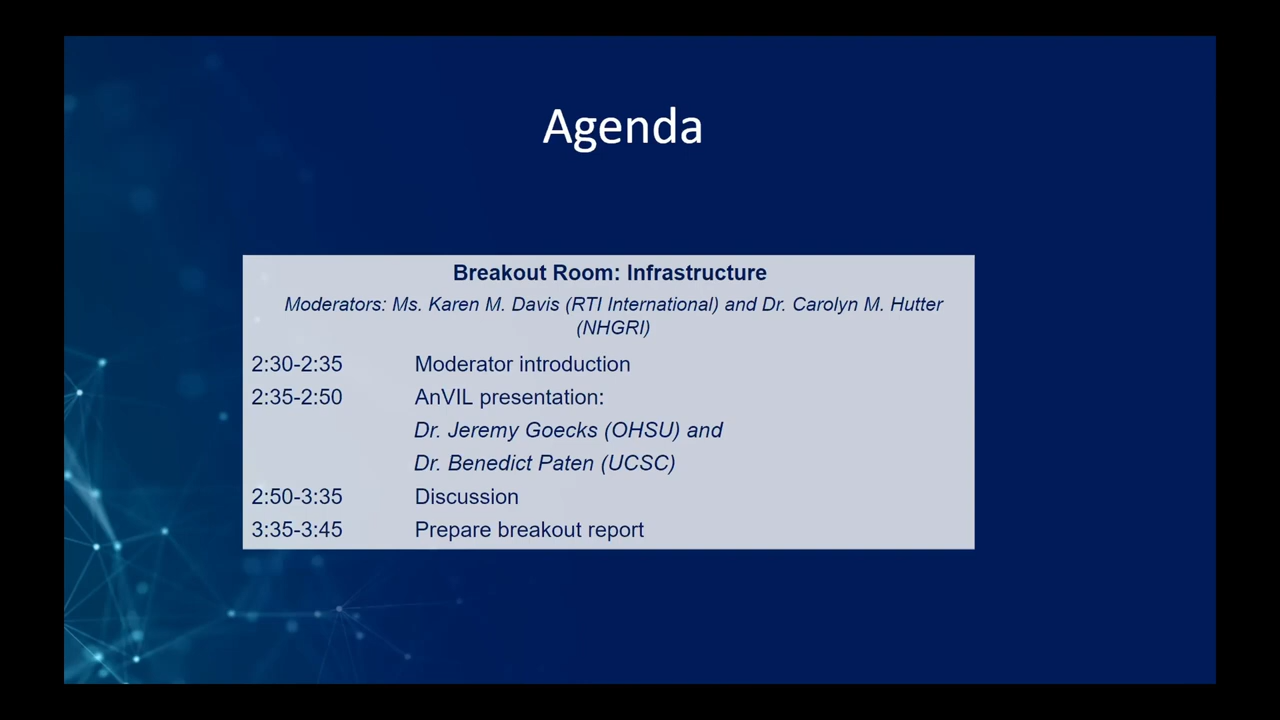 Agenda
Breakout Room: Infrastructure
Moderators: Ms. Karen M. Davis (RTI International) and Dr. Carolyn M. Hutter
(NHGRI)
2:30-2:35 Moderator introduction
2:35-2:50 AnVIL presentation:
Dr. Jeremy Goecks (OHSU) and
Dr. Benedict Paten (UCSC)
2:50-3:35 Discussion
3:35-3:45 Prepare breakout report